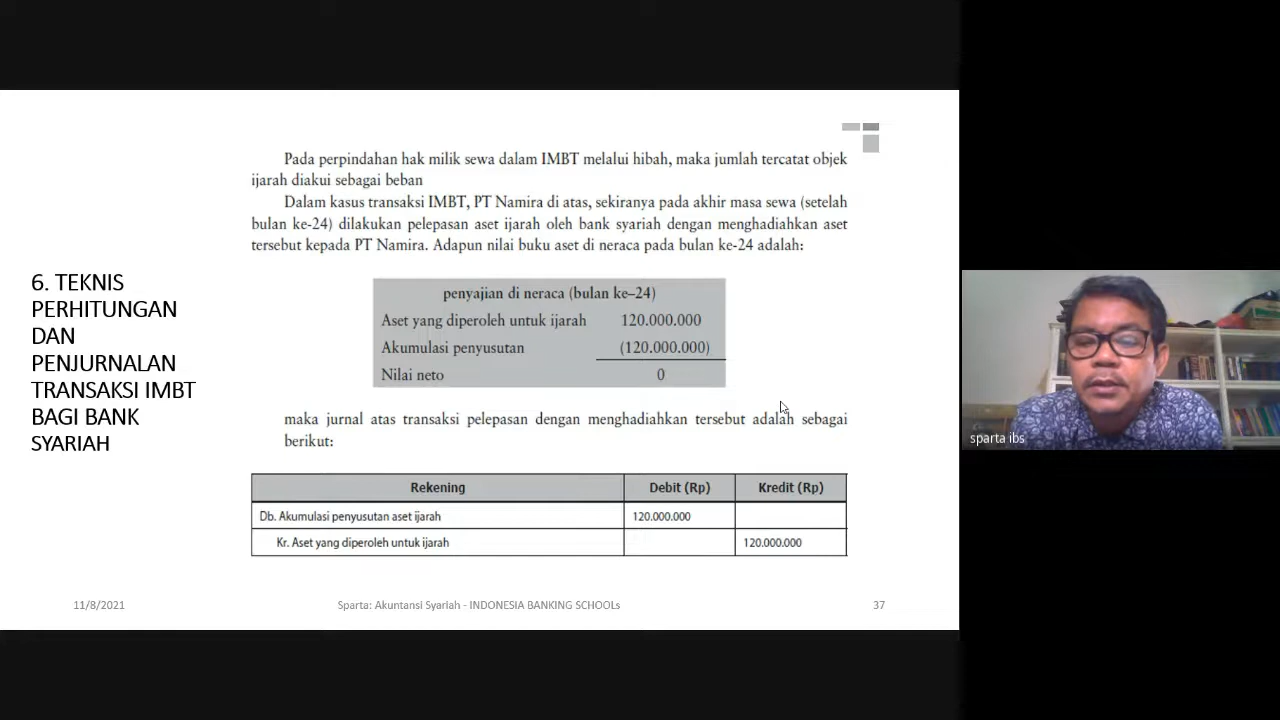 Pada perpindahan hak milik sewa dalam IMBT melalui hibah, maka jumlah tercatat objek
ijarah diakui sebagai beban
Dalam kasus transaksi IMBT, PT Namira di atas, sekiranya pada akhir masa sewa (setelah
bulan ke-24) dilakukan pelepasan aset ijarah oleh bank syariah dengan menghadiahkan aset
tersebut kepada PT Namira. Adapun nilai buku aset di neraca pada bulan ke-24 adalah:
6. TEKNIS
PERHITUNGAN
DAN
PENJURNALAN
TRANSAKSI IMBT
BAGI BANK
SYARIAH
penyajian di neraca (bulan ke–24)
Aset yang diperoleh untuk ijarah 120.000.000
Akumulasi penyusutan (120.000.000)
Nilai neto 0
maka jurnal atas transaksi pelepasan dengan menghadiahkan tersebut adalah sebagai
berikut:
Rekening Debit (Rp) Kredit (Rp)
Db. Akumulasi penyusutan aset ijarah 120.000.000
Kr. Aset yang diperoleh untuk ijarah 120.000.000
11/8/2021 Sparta: Akuntansi Syariah - INDONESIA BANKING SCHOOLs 37
sparta ibs